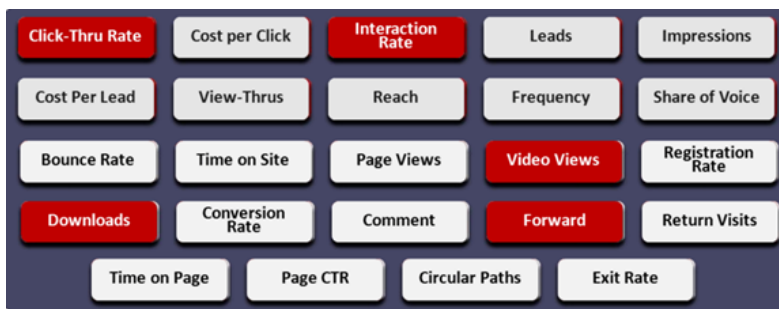 Click-Thru Rate
Cost per Click
Interaction
Rate
Leads
Impressions
Cost Per Lead
View-Thrus
Reach
Frequency
Share of Voice
Bounce Rate
Time on Site
Page Views
Video Views
Registration
Rate
Downloads
Conversion
Rate
Comment
Forward
Return Visits
Time on Page
Page CTR
Circular Paths
Exit Rate